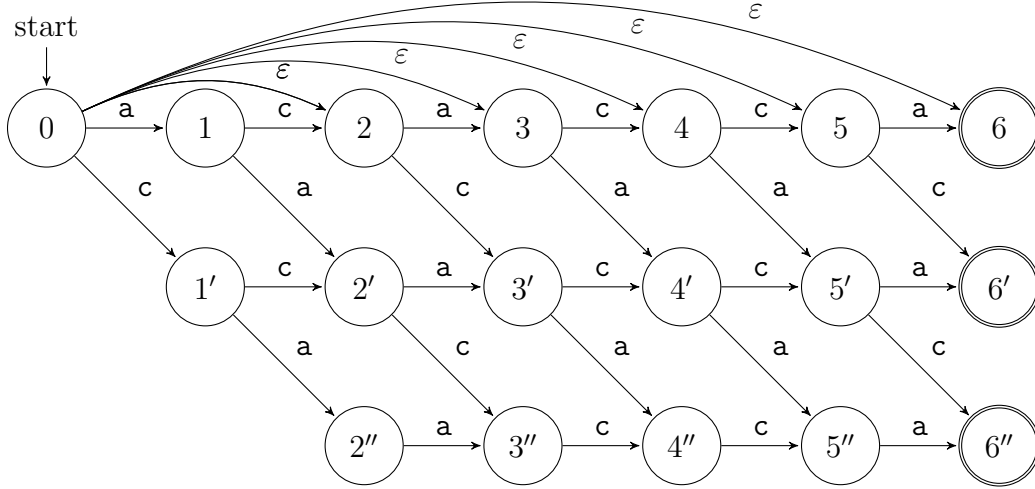 ε
ε
start
ε
ε
ε
0 a 1 c 2 a 3 c 4 c 5 a 6
c a c a a c
1′ c 2′ a 3′ c 4′ c 5′ a 6′
a c a a c
2″ a 3″ c 4″ c 5″ a 6″